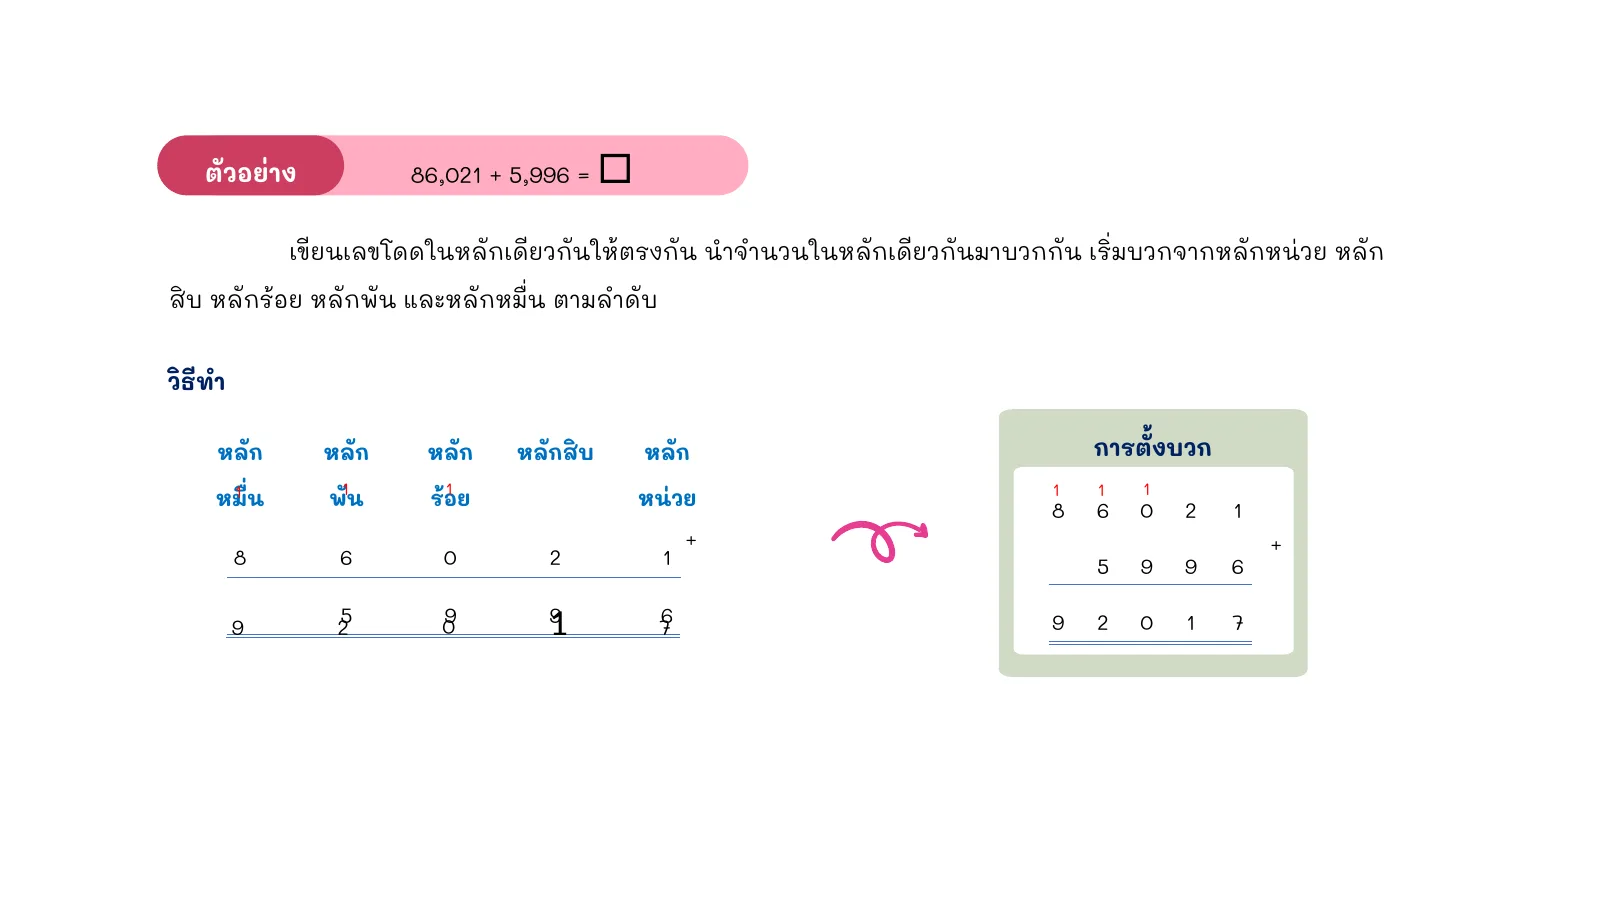 ตัวอย่าง 86,021 + 5,996 = □
เขียนเลขโดดในหลักเดียวกันให้ตรงกัน นำจำนวนในหลักเดียวกันมาบวกกัน เริ่มบวกจากหลักหน่วย หลัก
สิบ หลักร้อย หลักพัน และหลักหมื่น ตามลำดับ
วิธีทำ
หลัก หลัก หลัก หลักสิบ หลัก
หมื่น พัน ร้อย หน่วย
1 1 1
8 6 0 2 1
+
5 9 9 6
9 2 0 1 7
การตั้งบวก
1 1 1
8 6 0 2 1
+
5 9 9 6
9 2 0 1 7